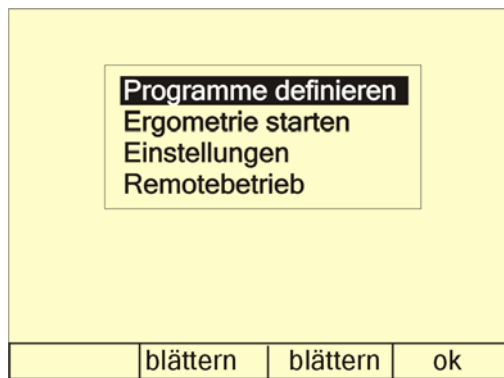 Programme definieren
Ergometrie starten
Einstellungen
Remotebetrieb
blättern blättern ok